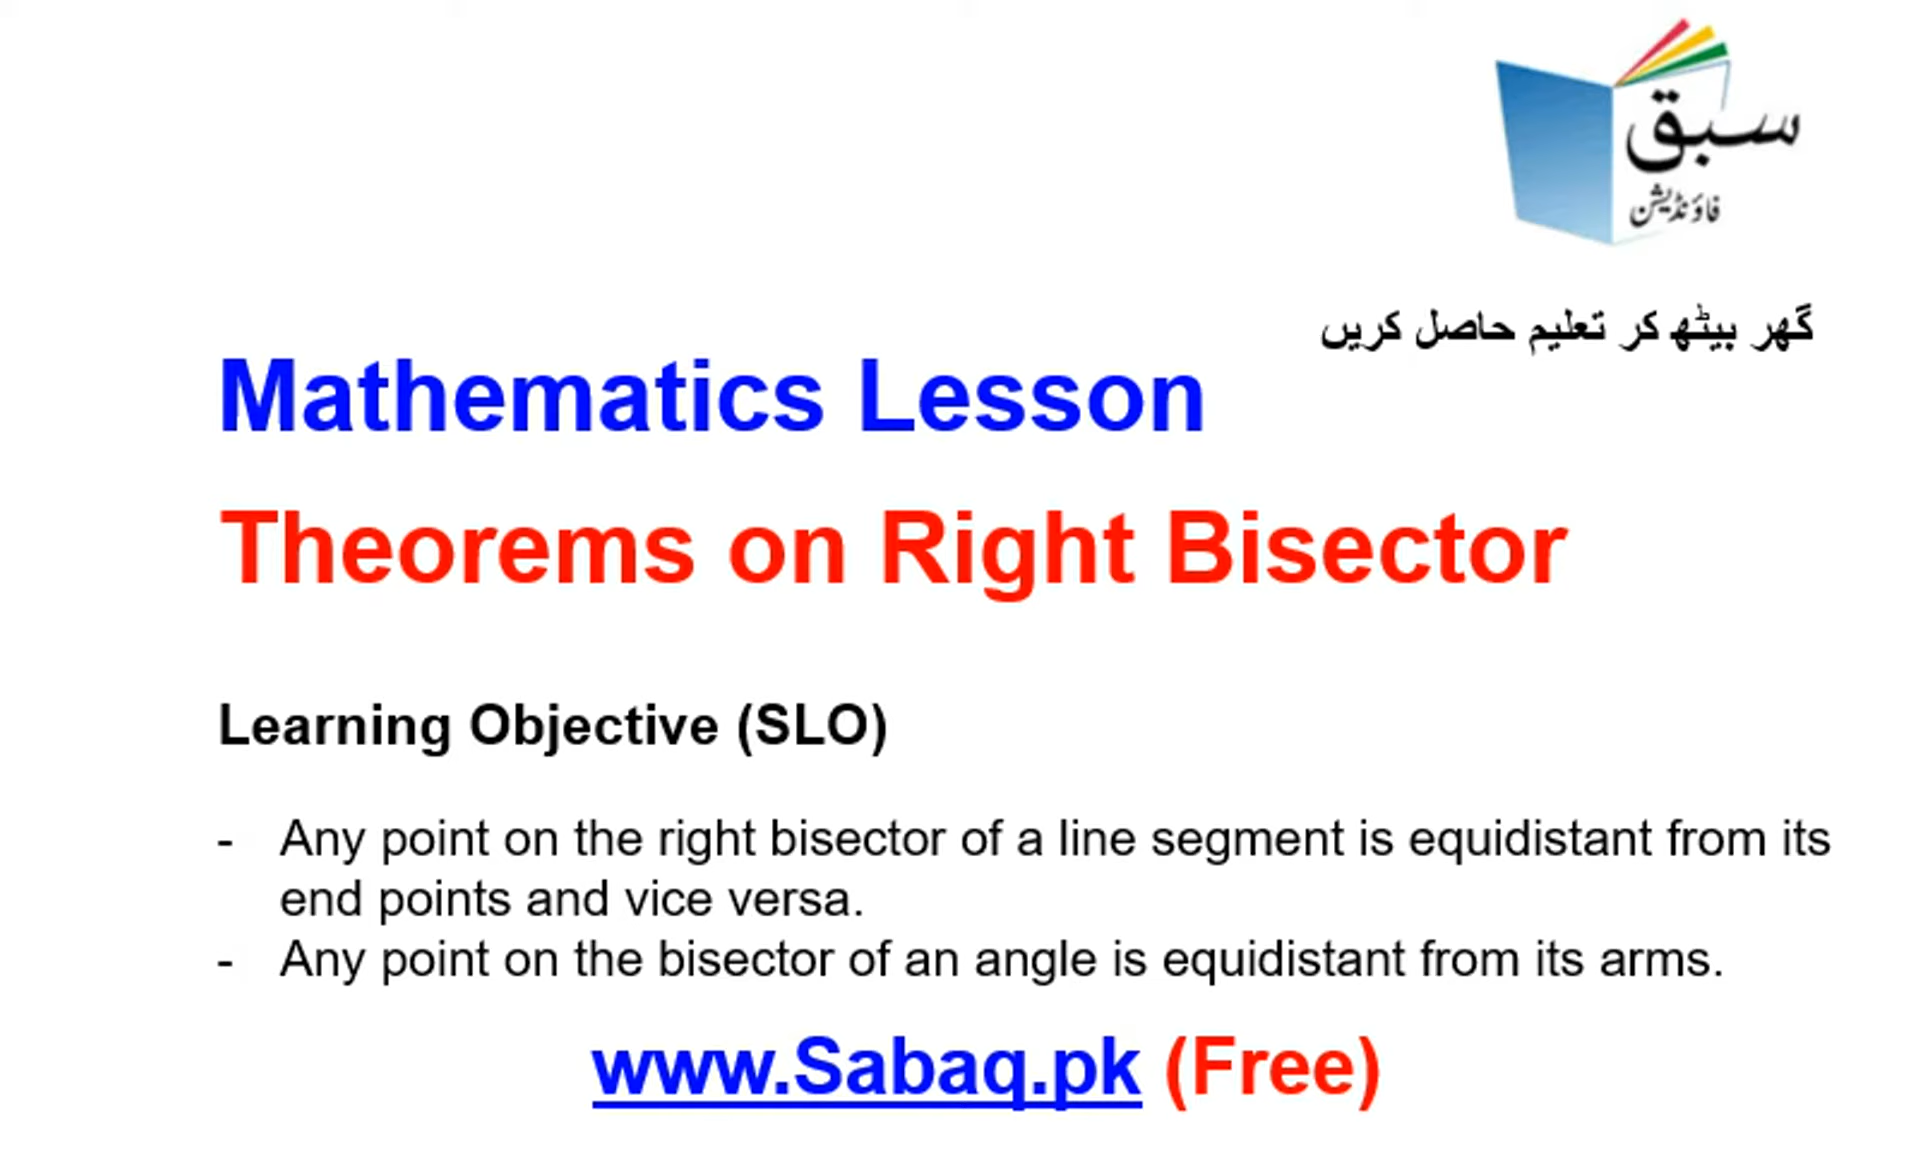 سبق
فاؤنڈیشن
گھر بیٹھ کر تعلیم حاصل کریں
Mathematics Lesson
Theorems on Right Bisector
Learning Objective (SLO)
- Any point on the right bisector of a line segment is equidistant from its
end points and vice versa.
- Any point on the bisector of an angle is equidistant from its arms.
www.Sabaq.pk (Free)